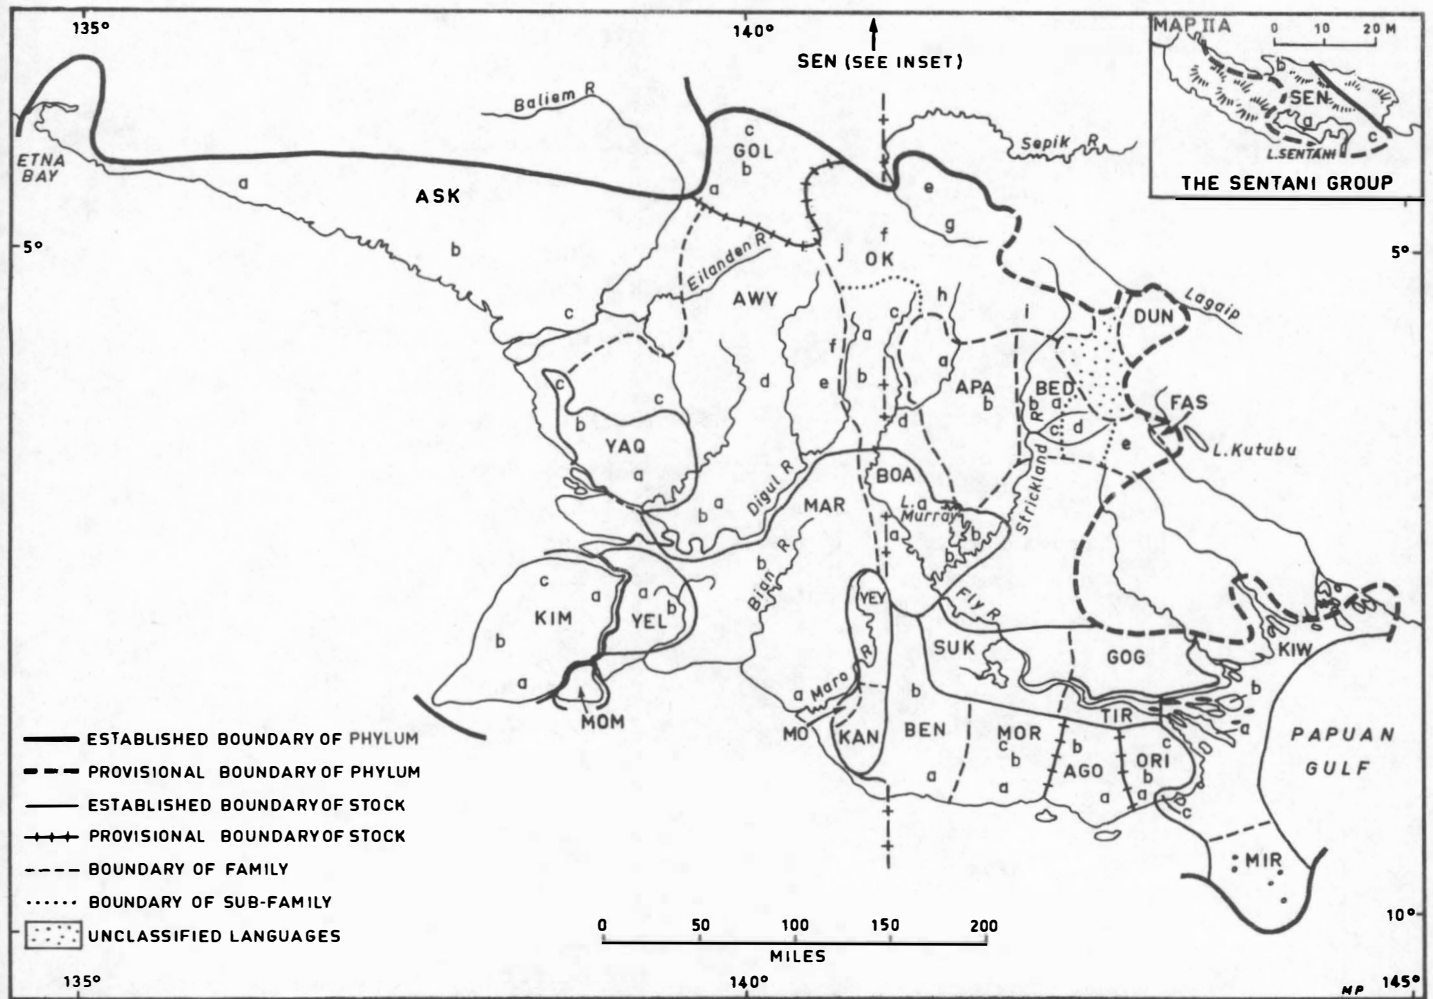 135°
140°
SEN (SEE INSET)
MAP IIA
0 10 20 M
b
SEN
a
c
L.SENTANI
THE SENTANI GROUP
Baliem R
Sepik R
ETNA
BAY
a
ASK
b
c
c
GOL
b
a
e
g
f
j
OK
h
i
5°
5°
Eilanden R
AWY
Lagaip
DUN
c
a
f
b
a
APA
b
BED
b
a
c
d
e
FAS
L.Kutubu
c
c
b
YAQ
a
d
e
d
Digul R
b
a
Strickland R
BOA
MAR
L.
a
Murray
a
b
b
Bian R
b
c
a
KIM
b
a
a
b
YEL
YEY
Fly R
SUK
GOG
KIW
a
Maro R
MOM
MO
KAN
b
BEN
a
MOR
c
b
a
TIR
b
AGO
a
c
ORI
b
a
c
b
a
PAPUAN
GULF
MIR
ESTABLISHED BOUNDARY OF PHYLUM
PROVISIONAL BOUNDARY OF PHYLUM
ESTABLISHED BOUNDARY OF STOCK
PROVISIONAL BOUNDARY OF STOCK
BOUNDARY OF FAMILY
BOUNDARY OF SUB-FAMILY
UNCLASSIFIED LANGUAGES
0 50 100 150 200
MILES
10°
135°
140°
145°
MP